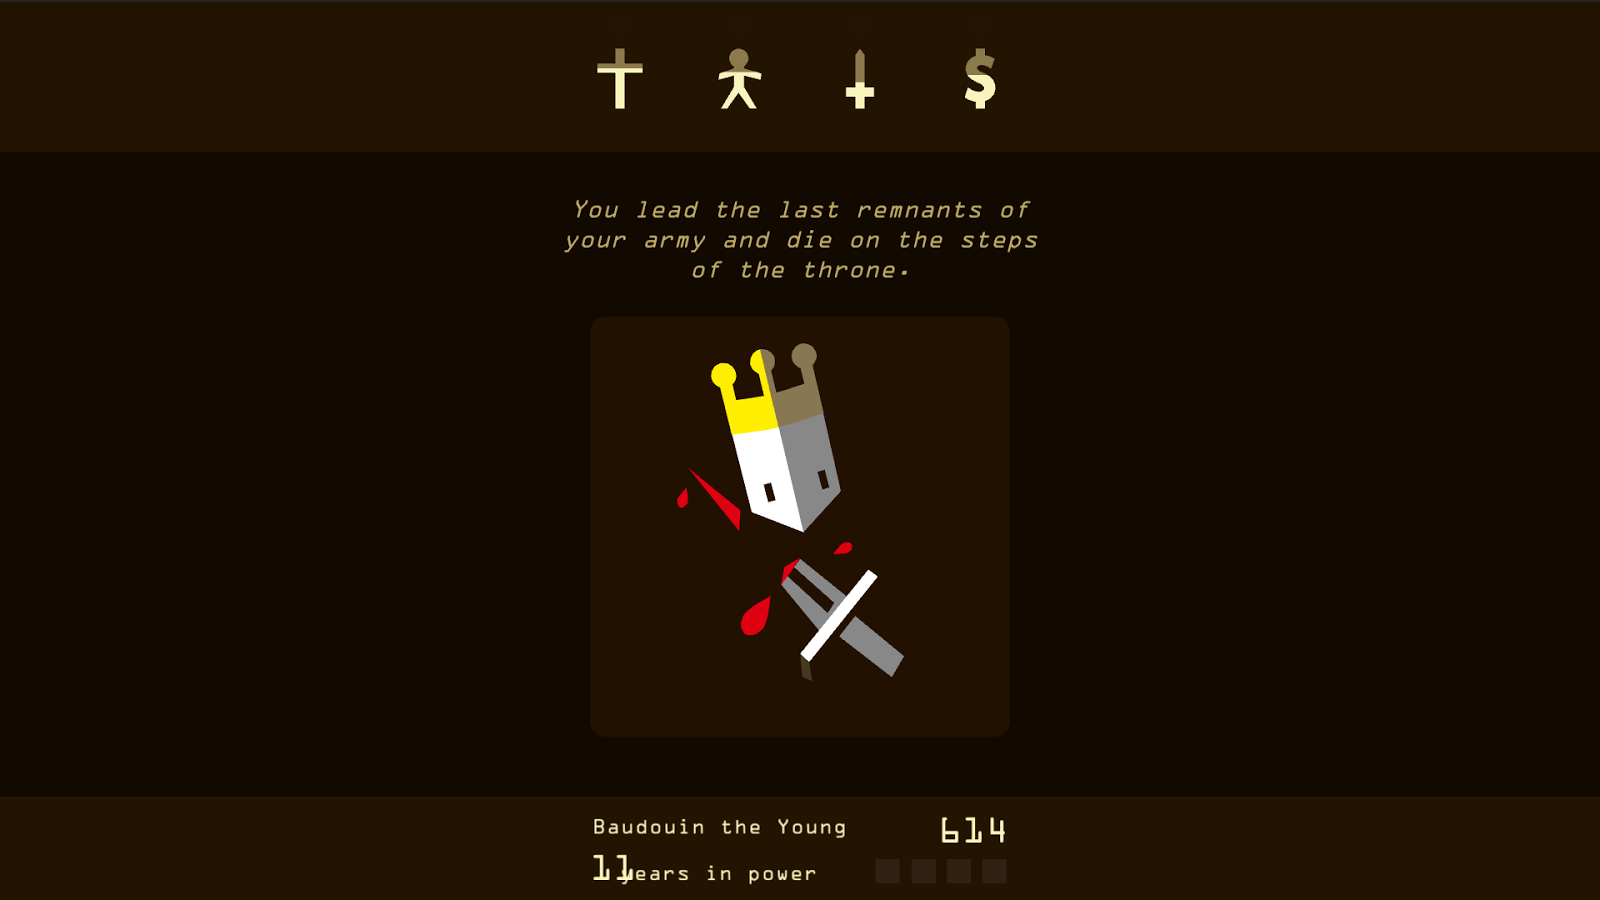 You lead the last remnants of
your army and die on the steps
of the throne.
Baudouin the Young
614
11 years in power